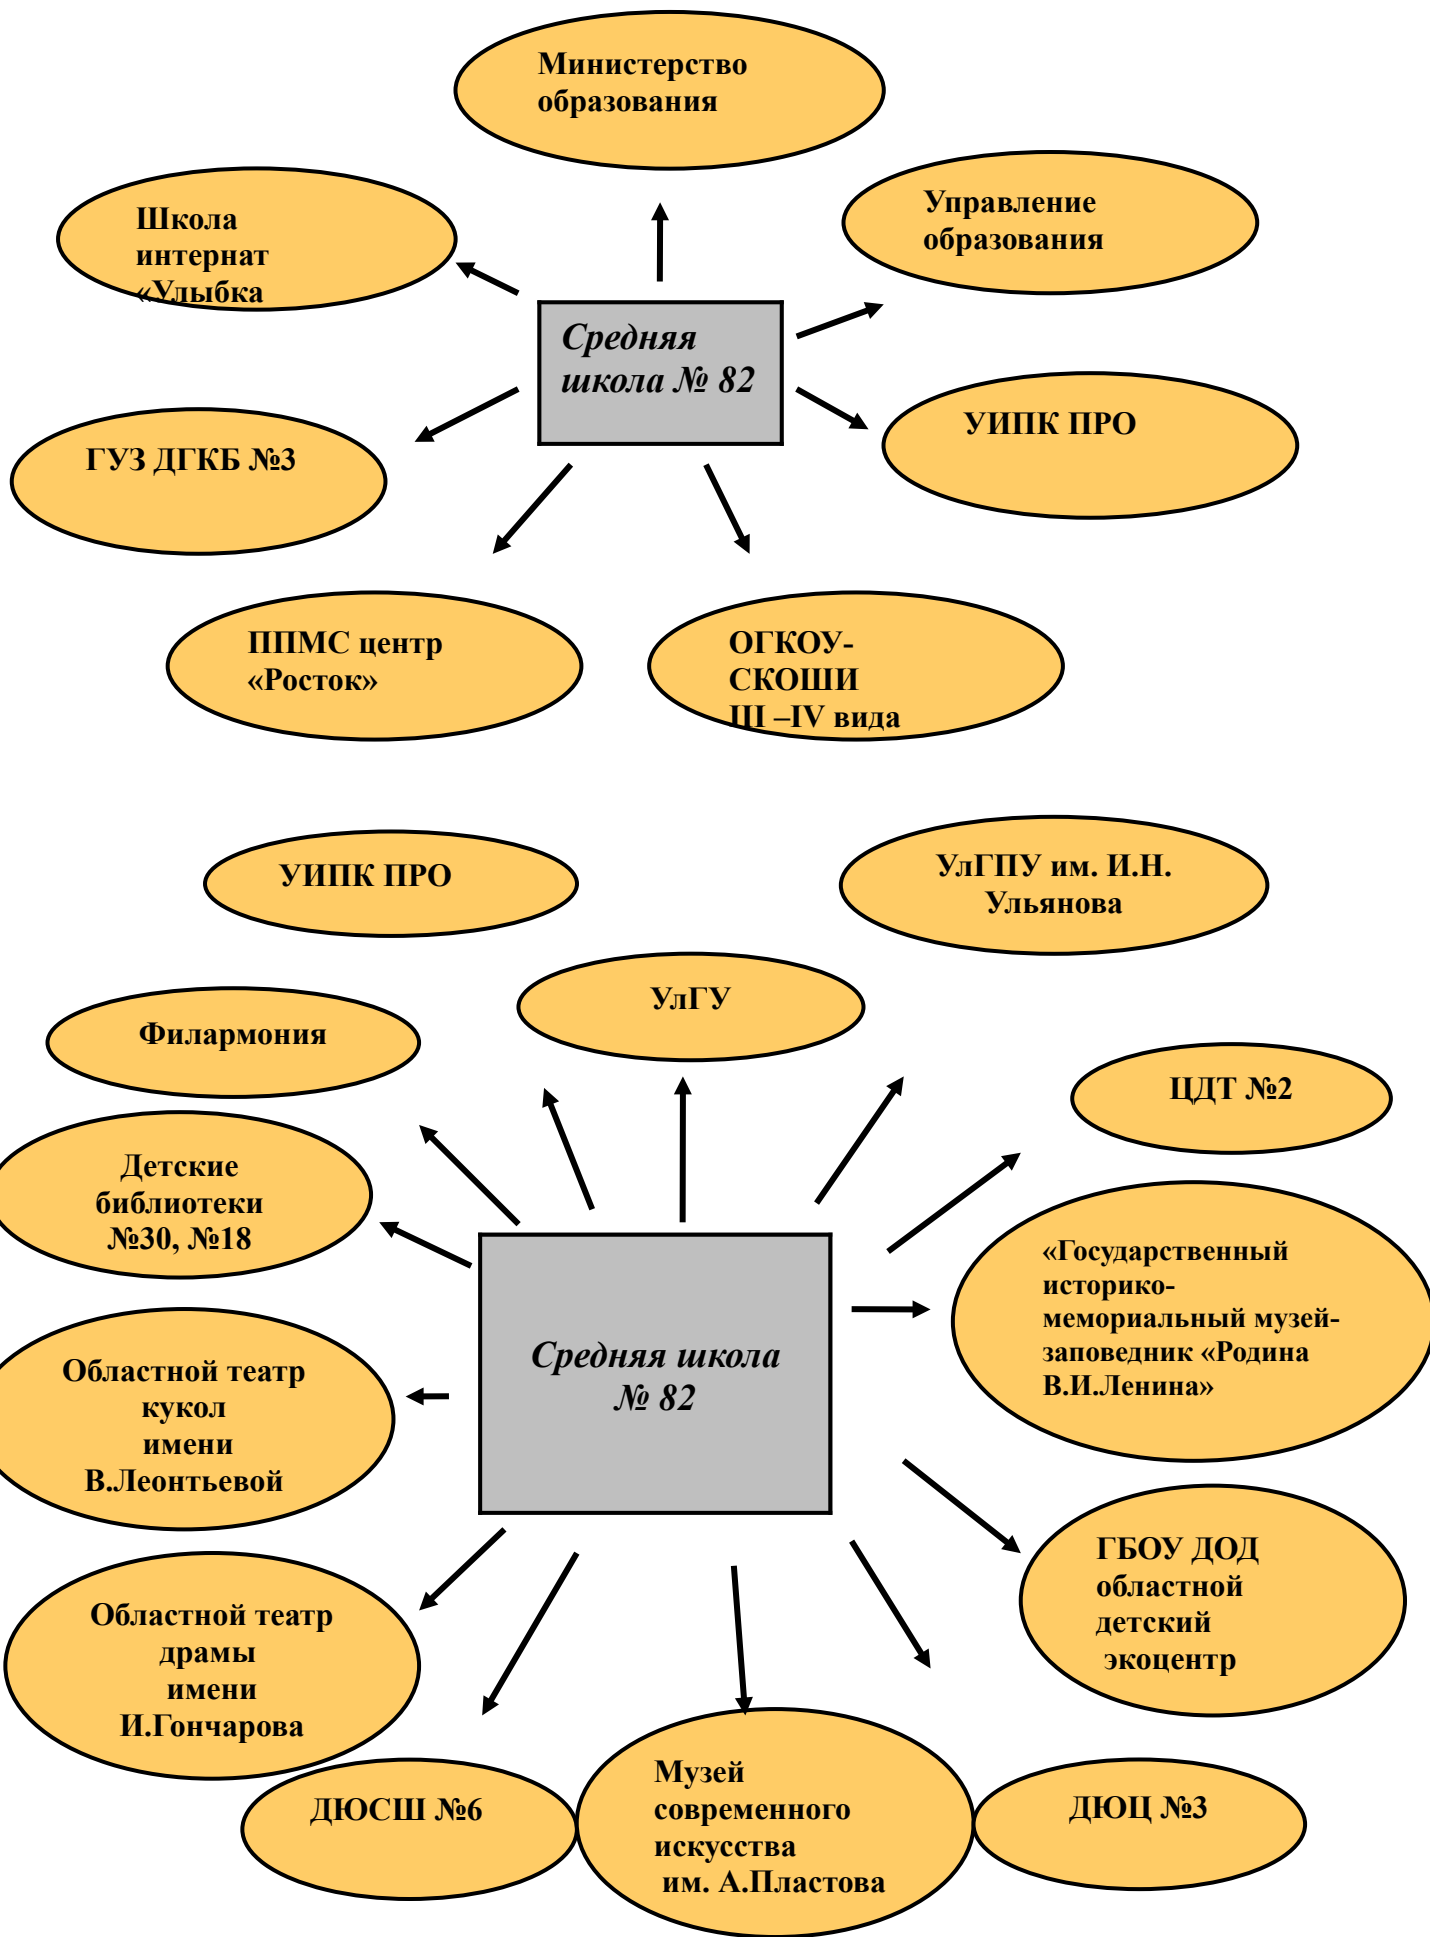 Министерство
образования
Школа
интернат
«Улыбка
Управление
образования
Средняя
школа № 82
УИПК ПРО
ГУЗ ДГКБ №3
ППМС центр
«Росток»
ОГКОУ-
СКОШИ
III –IV вида
УИПК ПРО
УлГПУ им. И.Н.
Ульянова
УлГУ
Филармония
ЦДТ №2
Детские
библиотеки
№30, №18
«Государственный
историко-
мемориальный музей-
заповедник «Родина
В.И.Ленина»
Средняя школа
№ 82
Областной театр
кукол
имени
В.Леонтьевой
ГБОУ ДОД
областной
детский
экоцентр
Областной театр
драмы
имени
И.Гончарова
ДЮСШ №6
Музей
современного
искусства
им. А.Пластова
ДЮЦ №3